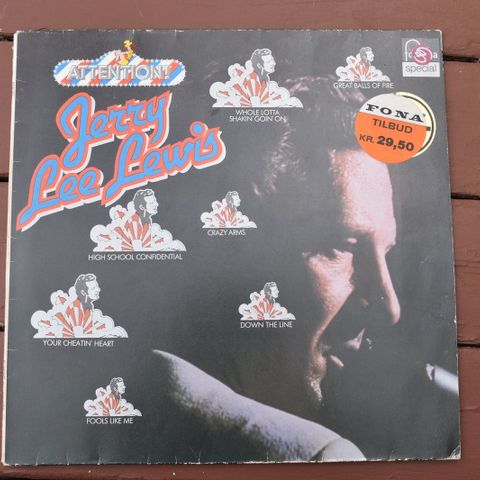 ATTENTION!
Jerry
Lee Lewis
special
WHOLE LOTTA
SHAKIN' GOIN' ON
GREAT BALLS OF FIRE
FONA
TILBUD
KR. 29,50
CRAZY ARMS
HIGH SCHOOL CONFIDENTIAL
DOWN THE LINE
YOUR CHEATIN' HEART
FOOLS LIKE ME